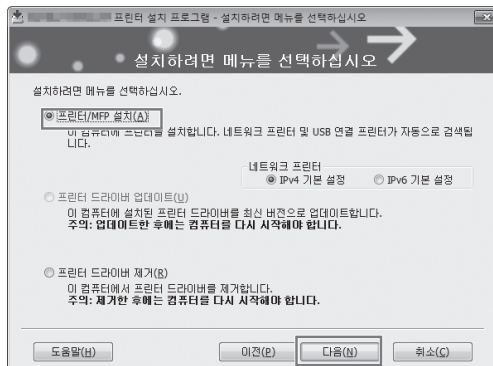 프린터 설치 프로그램 - 설치하려면 메뉴를 선택하십시오
설치하려면 메뉴를 선택하십시오
설치하려면 메뉴를 선택하십시오.
프린터/MFP 설치(A)
이 컴퓨터에 프린터를 설치합니다. 네트워크 프린터 및 USB 연결 프린터가 자동으로 검색됩
니다.
네트워크 프린터
IPv4 기본 설정 IPv6 기본 설정
프린터 드라이버 업데이트(U)
이 컴퓨터에 설치된 프린터 드라이버를 최신 버전으로 업데이트합니다.
주의: 업데이트한 후에는 컴퓨터를 다시 시작해야 합니다.
프린터 드라이버 제거(R)
이 컴퓨터에서 프린터 드라이버를 제거합니다.
주의: 제거한 후에는 컴퓨터를 다시 시작해야 합니다.
도움말(H) 이전(P) 다음(N) 취소(C)